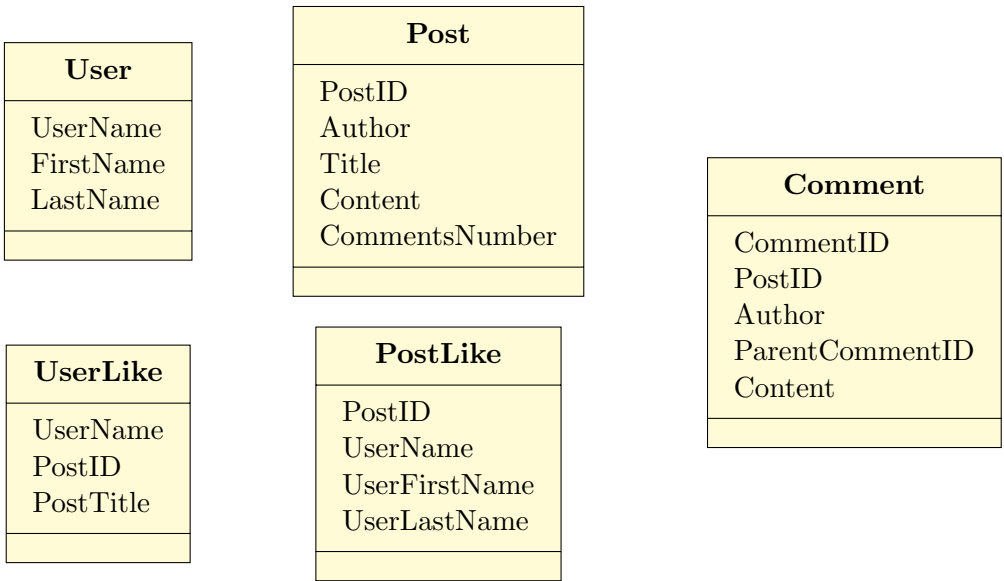 User
UserName
FirstName
LastName
Post
PostID
Author
Title
Content
CommentsNumber
Comment
CommentID
PostID
Author
ParentCommentID
Content
UserLike
UserName
PostID
PostTitle
PostLike
PostID
UserName
UserFirstName
UserLastName